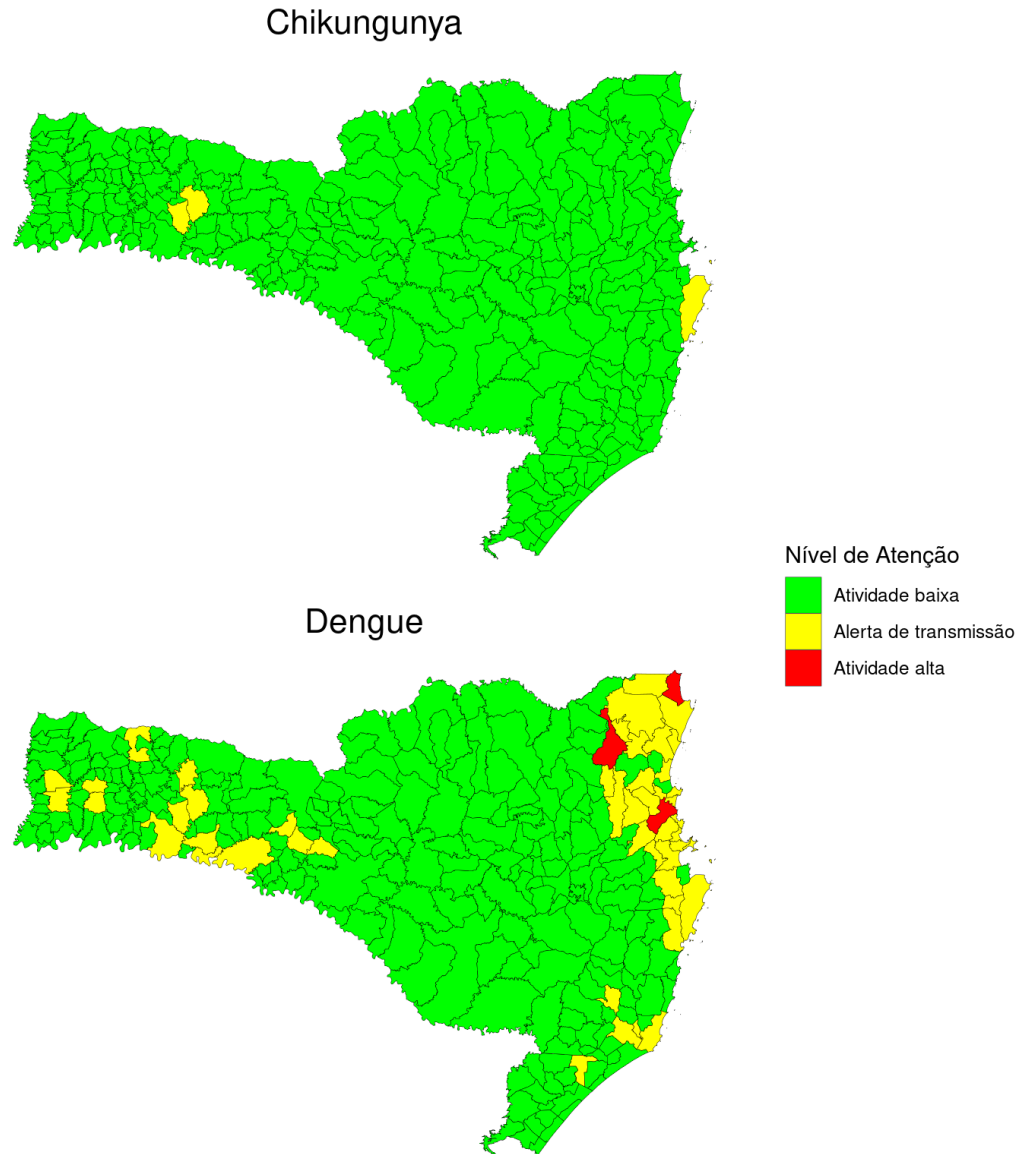 Chikungunya
Nível de Atenção
Atividade baixa
Alerta de transmissão
Atividade alta
Dengue